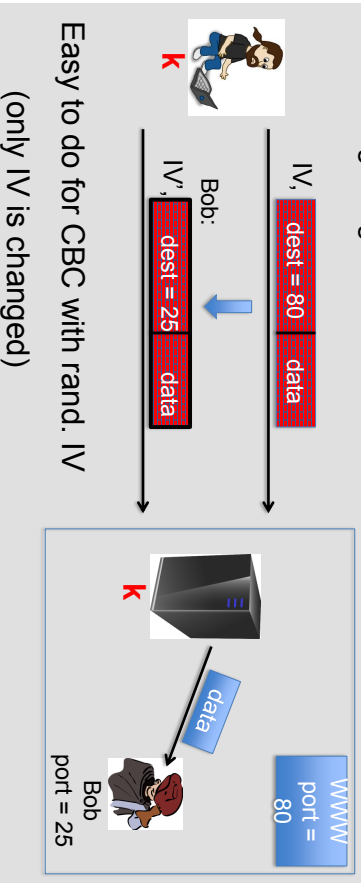 IV,
dest = 80
data
Bob:
IV’,
dest = 25
data
k
k
data
WWW
port =
80
Bob
port = 25
Easy to do for CBC with rand. IV
(only IV is changed)